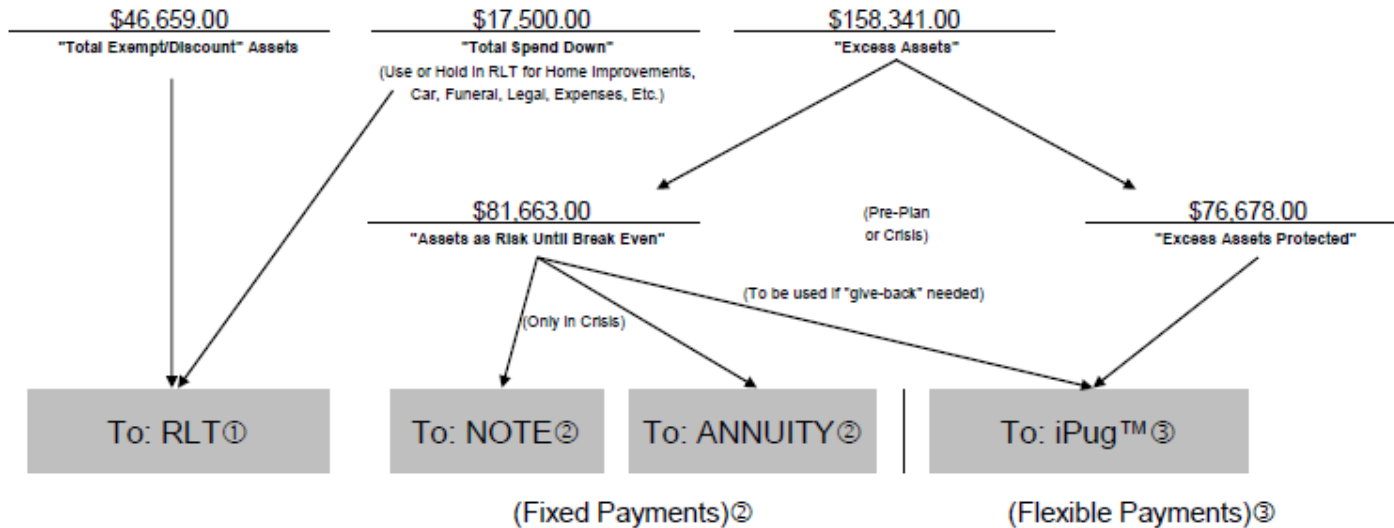 $46,659.00 $17,500.00 $158,341.00
"Total Exempt/Discount" Assets "Total Spend Down" "Excess Assets"
(Use or Hold in RLT for Home Improvements,
Car, Funeral, Legal, Expenses, Etc.)
$81,663.00 (Pre-Plan $76,678.00
"Assets as Risk Until Break Even" or Crisis) "Excess Assets Protected"
(To be used if "give-back" needed)
(Only in Crisis)
To: RLT① To: NOTE② To: ANNUITY② To: iPug™③
(Fixed Payments)② (Flexible Payments)③